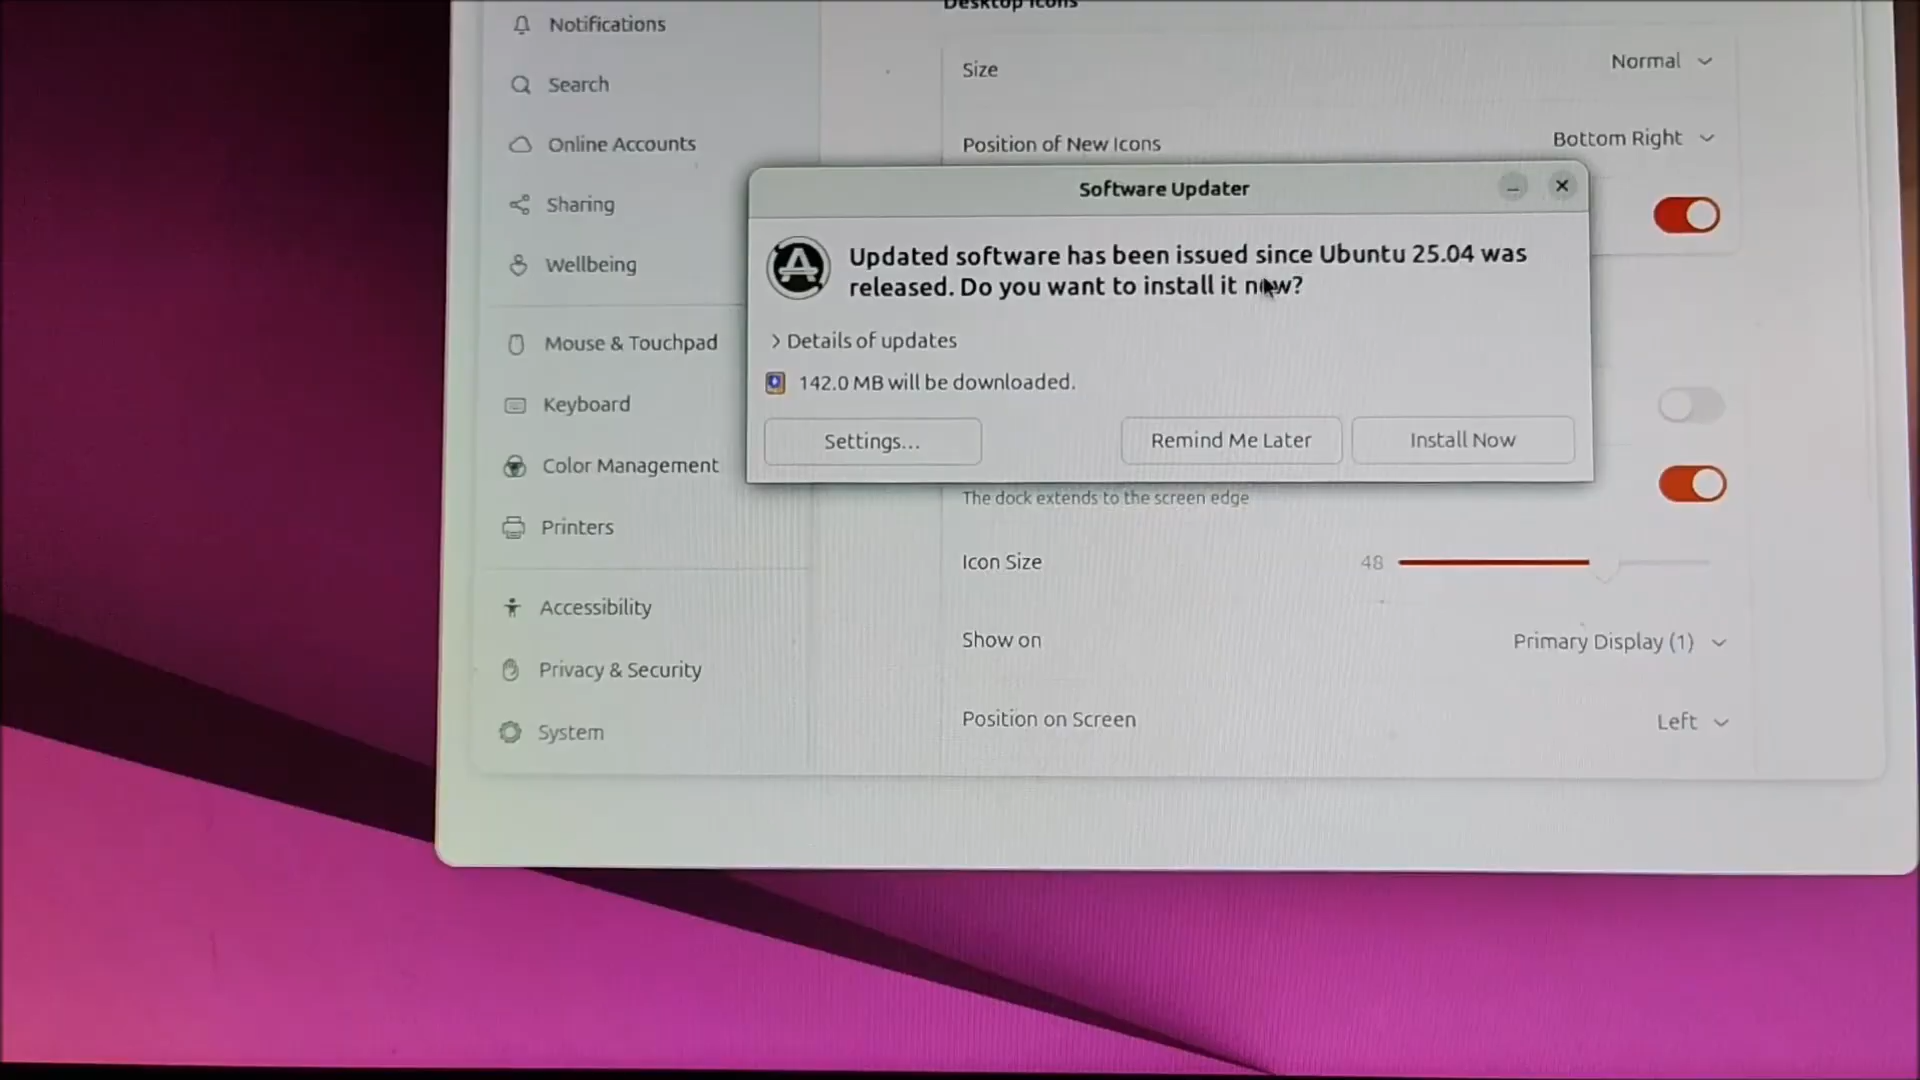 Desktop Icons
Notifications
Search
Online Accounts
Sharing
Wellbeing
Mouse & Touchpad
Keyboard
Color Management
Printers
Accessibility
Privacy & Security
System
Size
Normal
Position of New Icons
Bottom Right
Software Updater
Updated software has been issued since Ubuntu 25.04 was
released. Do you want to install it now?
Details of updates
142.0 MB will be downloaded.
Settings...
Remind Me Later
Install Now
The dock extends to the screen edge
Icon Size
48
Show on
Primary Display (1)
Position on Screen
Left